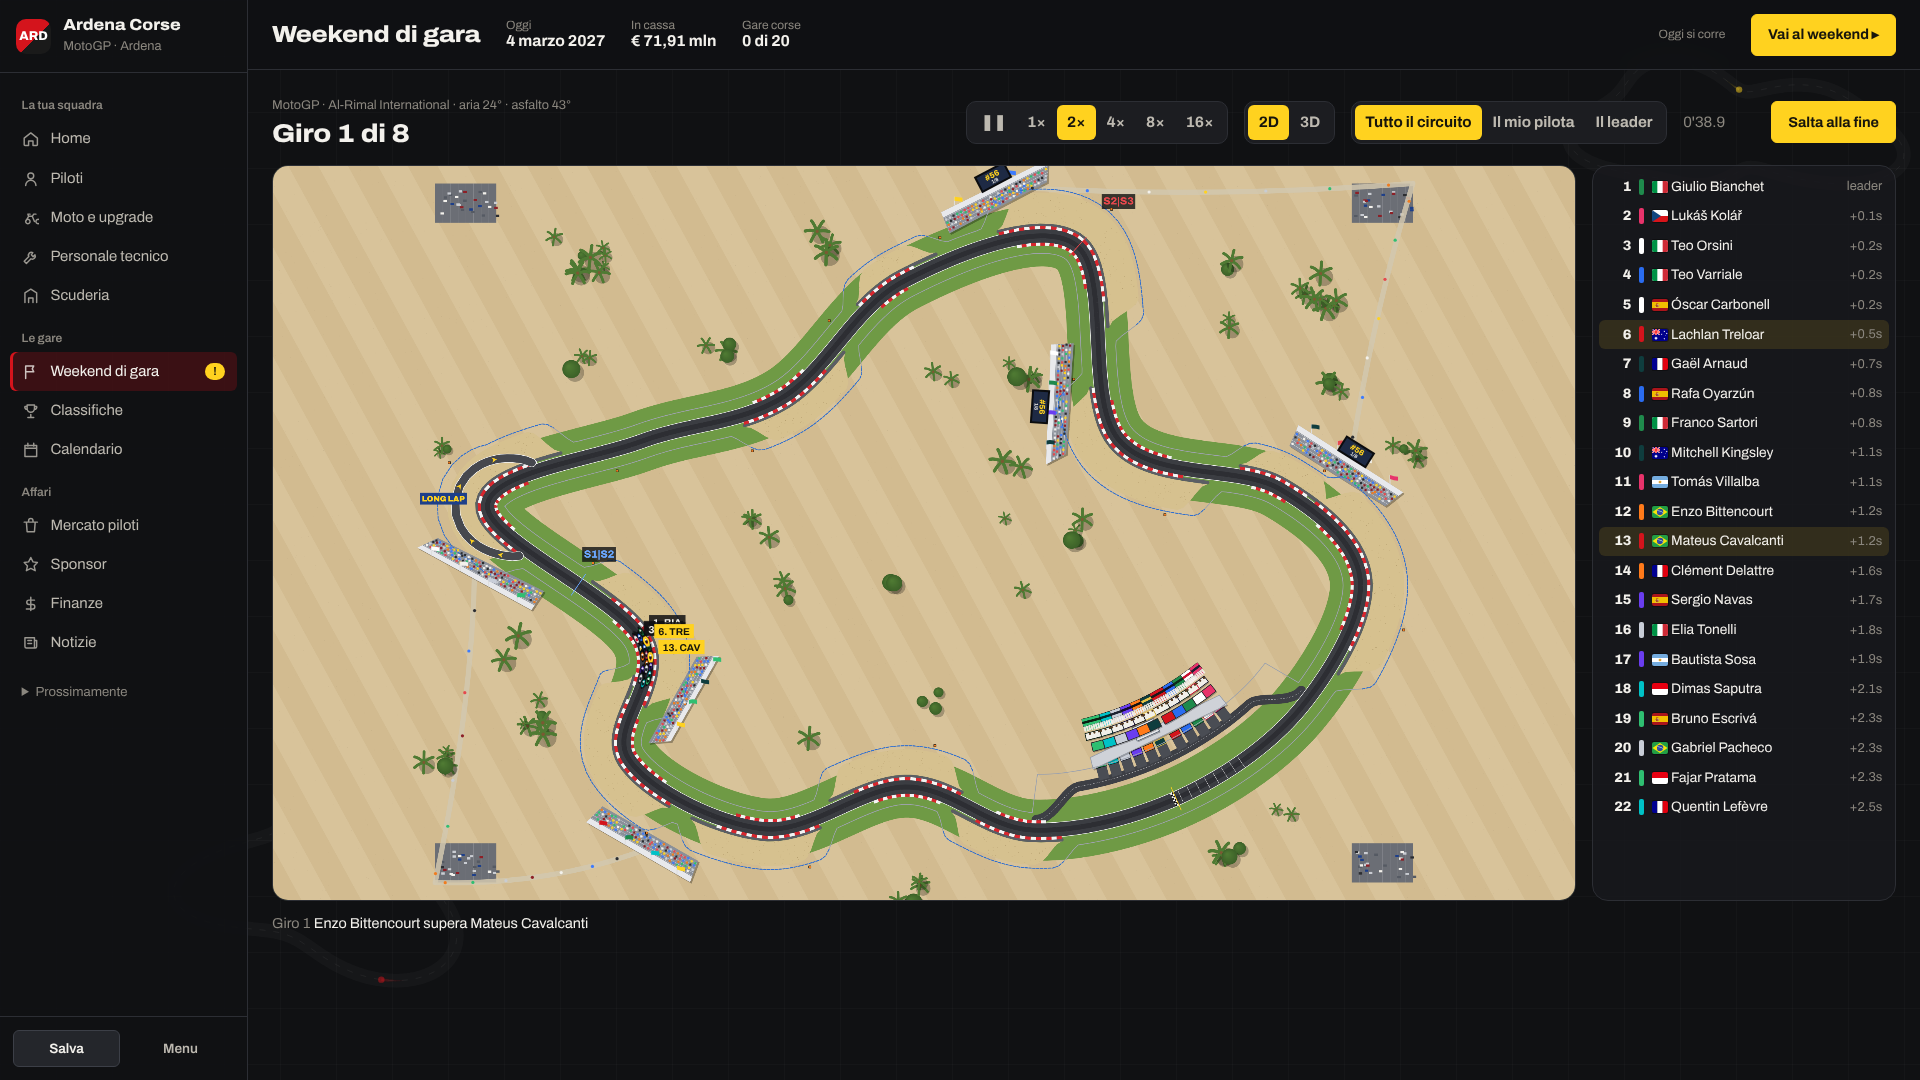 ARD
Ardena Corse
MotoGP · Ardena
La tua squadra
Home
Piloti
Moto e upgrade
Personale tecnico
Scuderia
Le gare
Weekend di gara
!
Classifiche
Calendario
Affari
Mercato piloti
Sponsor
Finanze
Notizie
Prossimamente
Salva
Menu
Weekend di gara
Oggi
4 marzo 2027
In cassa
€ 71,91 mln
Gare corse
0 di 20
Oggi si corre
Vai al weekend ▸
MotoGP · Al-Rimal International · aria 24° · asfalto 43°
Giro 1 di 8
1×
2×
4×
8×
16×
2D
3D
Tutto il circuito
Il mio pilota
Il leader
0'38.9
Salta alla fine
#56
S2|S3
#56
#56
LONG LAP
S1|S2
6. TRE
13. CAV
1 Giulio Bianchet leader
2 Lukáš Kolář +0.1s
3 Teo Orsini +0.2s
4 Teo Varriale +0.2s
5 Óscar Carbonell +0.2s
6 Lachlan Treloar +0.5s
7 Gaël Arnaud +0.7s
8 Rafa Oyarzún +0.8s
9 Franco Sartori +0.8s
10 Mitchell Kingsley +1.1s
11 Tomás Villalba +1.1s
12 Enzo Bittencourt +1.2s
13 Mateus Cavalcanti +1.2s
14 Clément Delattre +1.6s
15 Sergio Navas +1.7s
16 Elia Tonelli +1.8s
17 Bautista Sosa +1.9s
18 Dimas Saputra +2.1s
19 Bruno Escrivá +2.3s
20 Gabriel Pacheco +2.3s
21 Fajar Pratama +2.3s
22 Quentin Lefèvre +2.5s
Giro 1 Enzo Bittencourt supera Mateus Cavalcanti